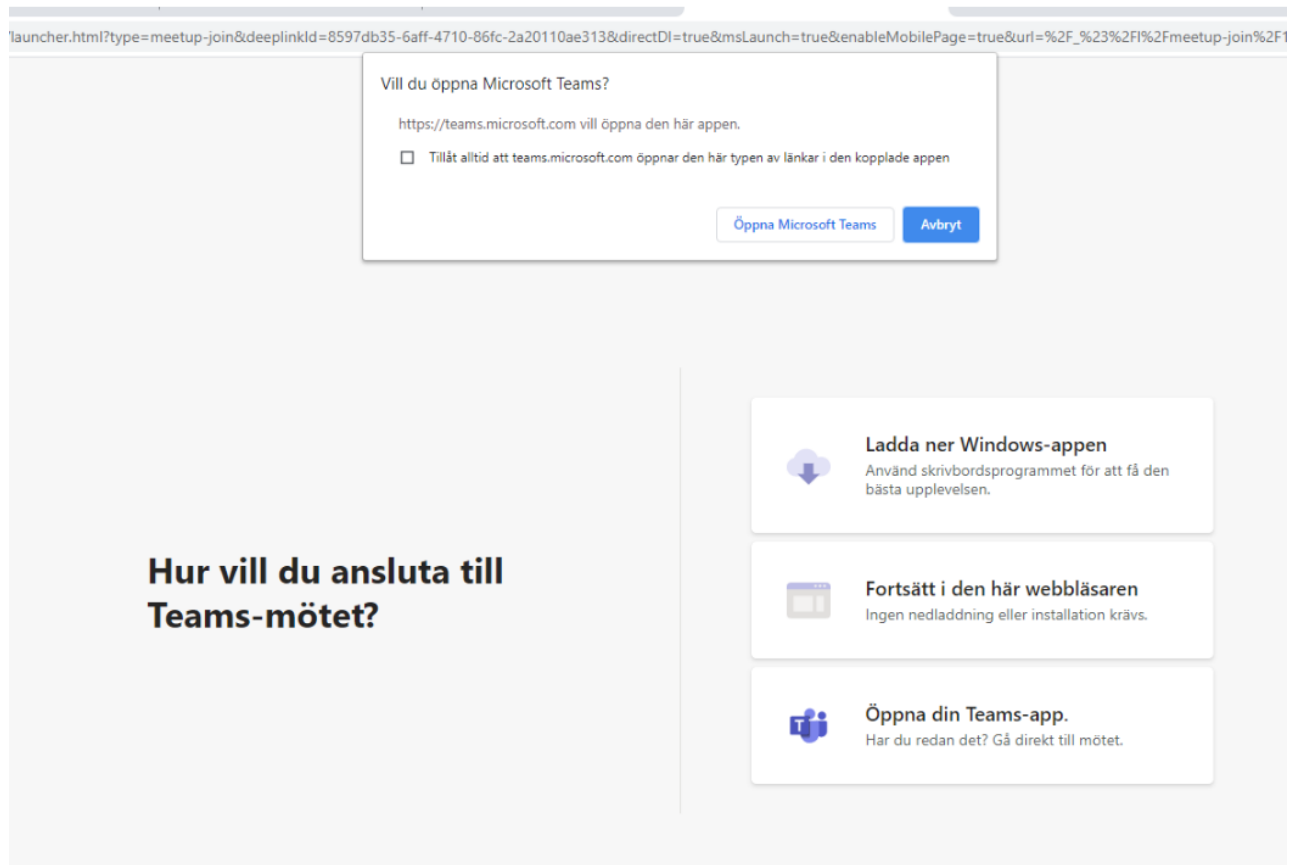 /launcher.html?type=meetup-join&deeplinkId=8597db35-6aff-4710-86fc-2a20110ae313&directDl=true&msLaunch=true&enableMobilePage=true&url=%2F_%23%2Fl%2Fmeetup-join%2F1
Vill du öppna Microsoft Teams?
https://teams.microsoft.com vill öppna den här appen.
Tillåt alltid att teams.microsoft.com öppnar den här typen av länkar i den kopplade appen
Öppna Microsoft Teams
Avbryt
Hur vill du ansluta till
Teams-mötet?
Ladda ner Windows-appen
Använd skrivbordsprogrammet för att få den
bästa upplevelsen.
Fortsätt i den här webbläsaren
Ingen nedladdning eller installation krävs.
Öppna din Teams-app.
Har du redan det? Gå direkt till mötet.